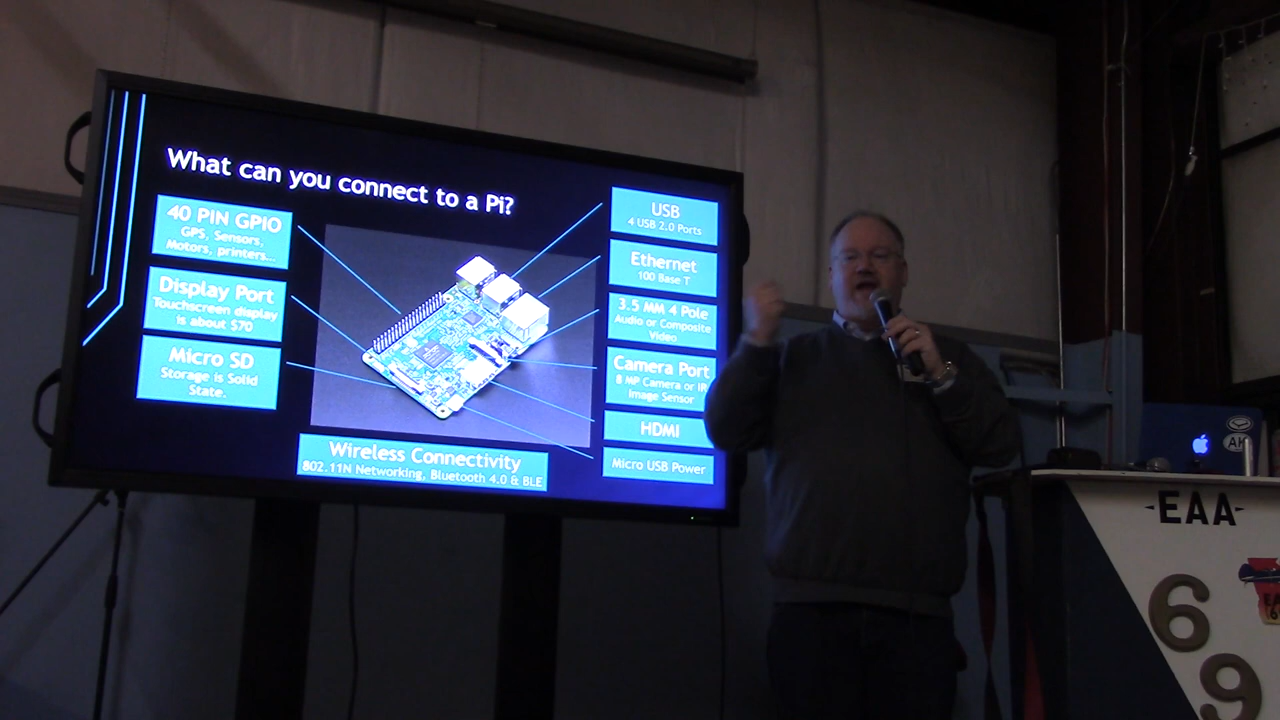 What can you connect to a Pi?
40 PIN GPIO
GPS, Sensors,
Motors, printers...
Display Port
Touchscreen display
is about $70
Micro SD
Storage is Solid
State.
Wireless Connectivity
802.11N Networking, Bluetooth 4.0 & BLE
USB
4 USB 2.0 Ports
Ethernet
100 Base T
3.5 MM 4 Pole
Audio or Composite
Video
Camera Port
8 MP Camera or IR
Image Sensor
HDMI
Micro USB Power
AK
-EAA-
6
9